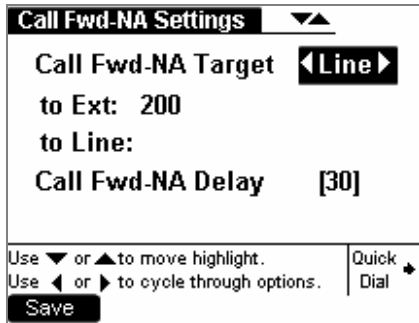 Call Fwd-NA Settings ▼▲
Call Fwd-NA Target ◀Line▶
to Ext: 200
to Line:
Call Fwd-NA Delay [30]
Use ▼ or ▲ to move highlight.
Use ◀ or ▶ to cycle through options.
Quick
Dial
Save